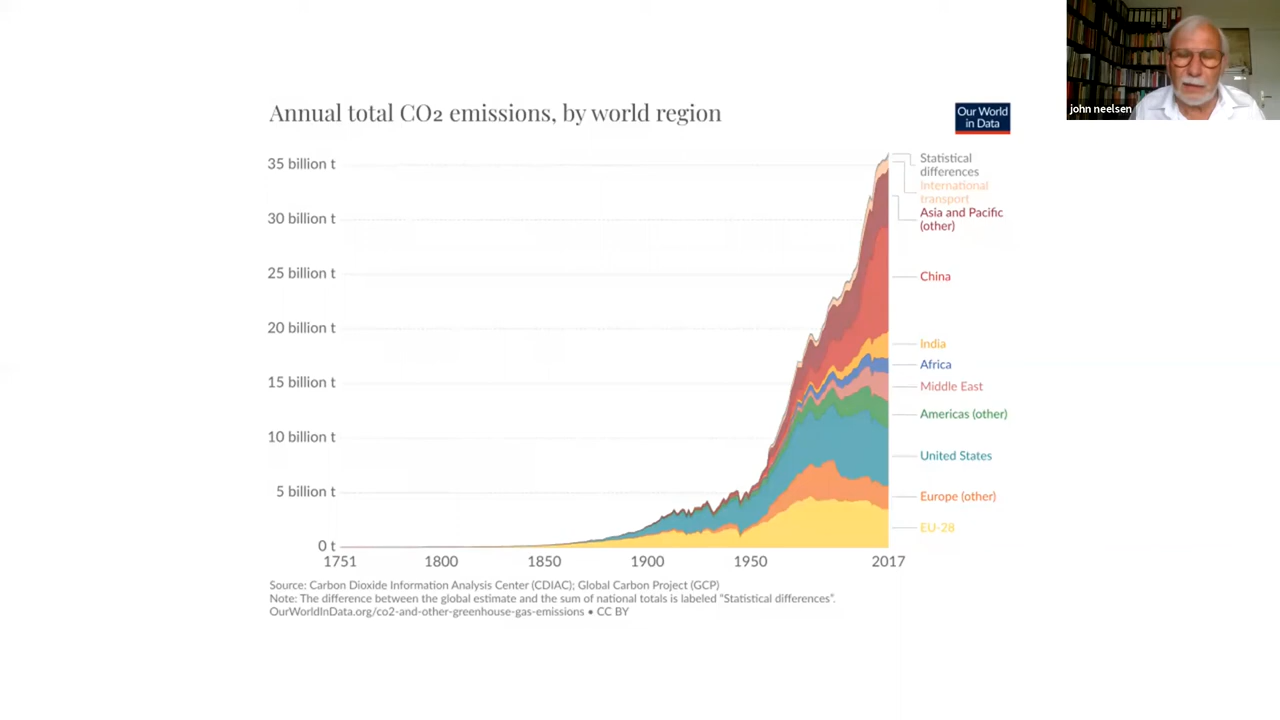 john neelsen
Annual total CO2 emissions, by world region
Our World
in Data
35 billion t
30 billion t
25 billion t
20 billion t
15 billion t
10 billion t
5 billion t
0 t
1751
1800
1850
1900
1950
2017
Statistical
differences
International
transport
Asia and Pacific
(other)
China
India
Africa
Middle East
Americas (other)
United States
Europe (other)
EU-28
Source: Carbon Dioxide Information Analysis Center (CDIAC); Global Carbon Project (GCP)
Note: The difference between the global estimate and the sum of national totals is labeled "Statistical differences".
OurWorldInData.org/co2-and-other-greenhouse-gas-emissions • CC BY